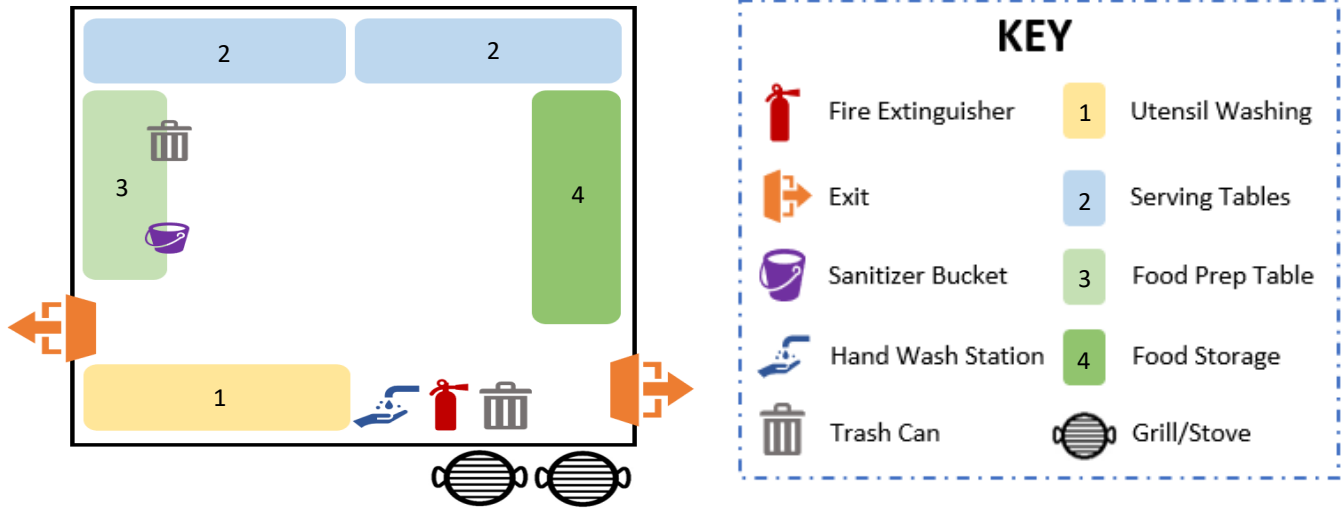 2
2
3
4
1
KEY
Fire Extinguisher
1 Utensil Washing
Exit
2 Serving Tables
Sanitizer Bucket
3 Food Prep Table
Hand Wash Station
4 Food Storage
Trash Can
Grill/Stove